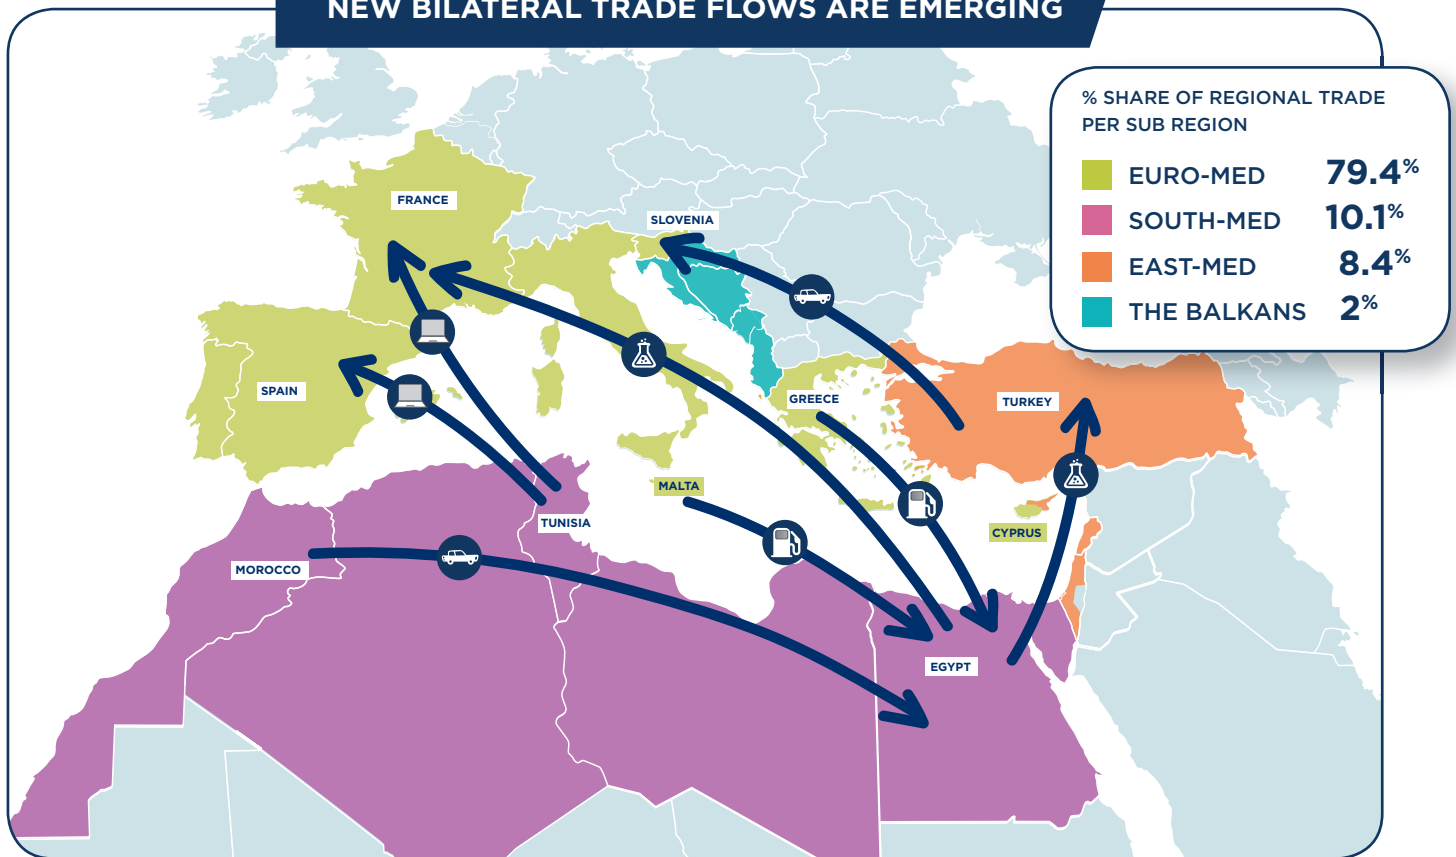 NEW BILATERAL TRADE FLOWS ARE EMERGING
% SHARE OF REGIONAL TRADE
PER SUB REGION
EURO-MED 79.4%
SOUTH-MED 10.1%
EAST-MED 8.4%
THE BALKANS 2%
FRANCE
SLOVENIA
SPAIN
GREECE
TURKEY
MALTA
TUNISIA
CYPRUS
MOROCCO
EGYPT